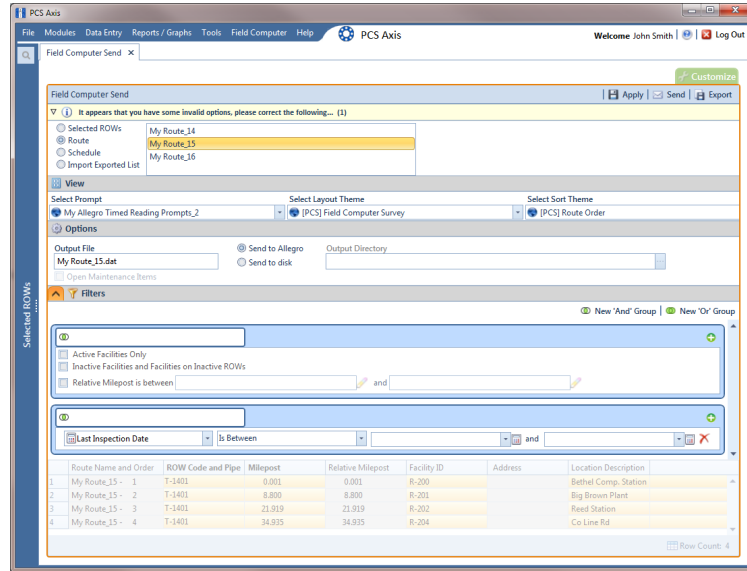 PCS Axis
File Modules Data Entry Reports / Graphs Tools Field Computer Help PCS Axis Welcome John Smith | Log Out
Field Computer Send ×
Customize
Field Computer Send | Apply | Send | Export
It appears that you have some invalid options, please correct the following... (1)
Selected ROWs
Route
Schedule
Import Exported List
My Route_14
My Route_15
My Route_16
View
Select Prompt Select Layout Theme Select Sort Theme
My Allegro Timed Reading Prompts_2 [PCS] Field Computer Survey [PCS] Route Order
Options
Output File Send to Allegro Output Directory
My Route_15.dat Send to disk
Open Maintenance Items
Selected ROWs
Filters
New 'And' Group | New 'Or' Group
Active Facilities Only
Inactive Facilities and Facilities on Inactive ROWs
Relative Milepost is between and
Last Inspection Date Is Between and
Route Name and Order ROW Code and Pipe Milepost Relative Milepost Facility ID Address Location Description
1 My Route_15 - 1 T-1401 0.001 0.001 R-200 Bethel Comp. Station
2 My Route_15 - 2 T-1401 8.800 8.800 R-201 Big Brown Plant
3 My Route_15 - 3 T-1401 21.919 21.919 R-202 Reed Station
4 My Route_15 - 4 T-1401 34.935 34.935 R-204 Co Line Rd
Row Count: 4